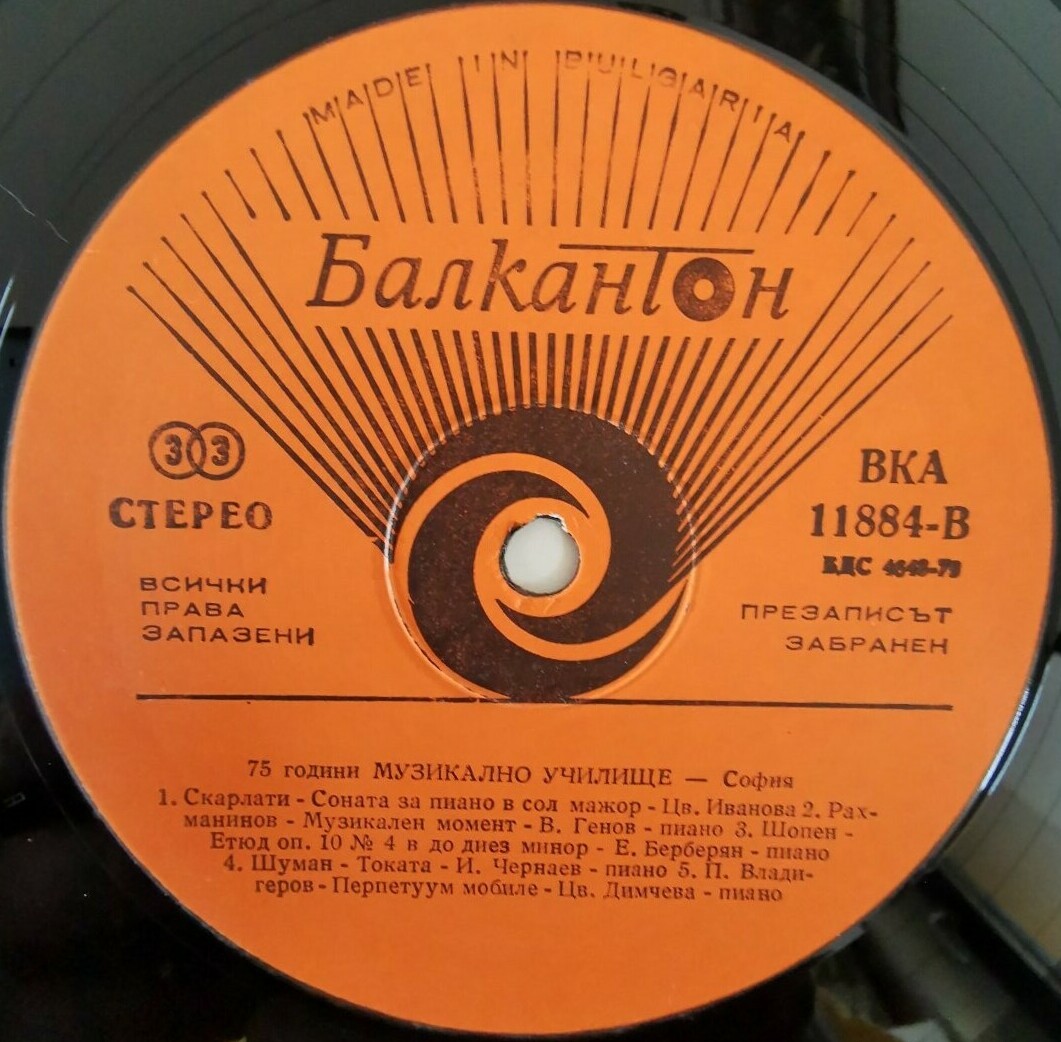 MADE IN BULGARIA
Балкантон
33
СТЕРЕО
ВСИЧКИ
ПРАВА
ЗАПАЗЕНИ
ВКА
11884-В
БДС
ПРЕЗАПИСЪТ
ЗАБРАНЕН
75 години МУЗИКАЛНО УЧИЛИЩЕ — София
1. Скарлати - Соната за пиано в сол мажор - Цв. Иванова 2. Рах-
манинов - Музикален момент - В. Генов - пиано 3. Шопен -
Етюд оп. 10 № 4 в до диез минор - Е. Берберян - пиано
4. Шуман - Токата - И. Чернаев - пиано 5. П. Влади-
геров - Перпетуум мобиле - Цв. Димчева - пиано